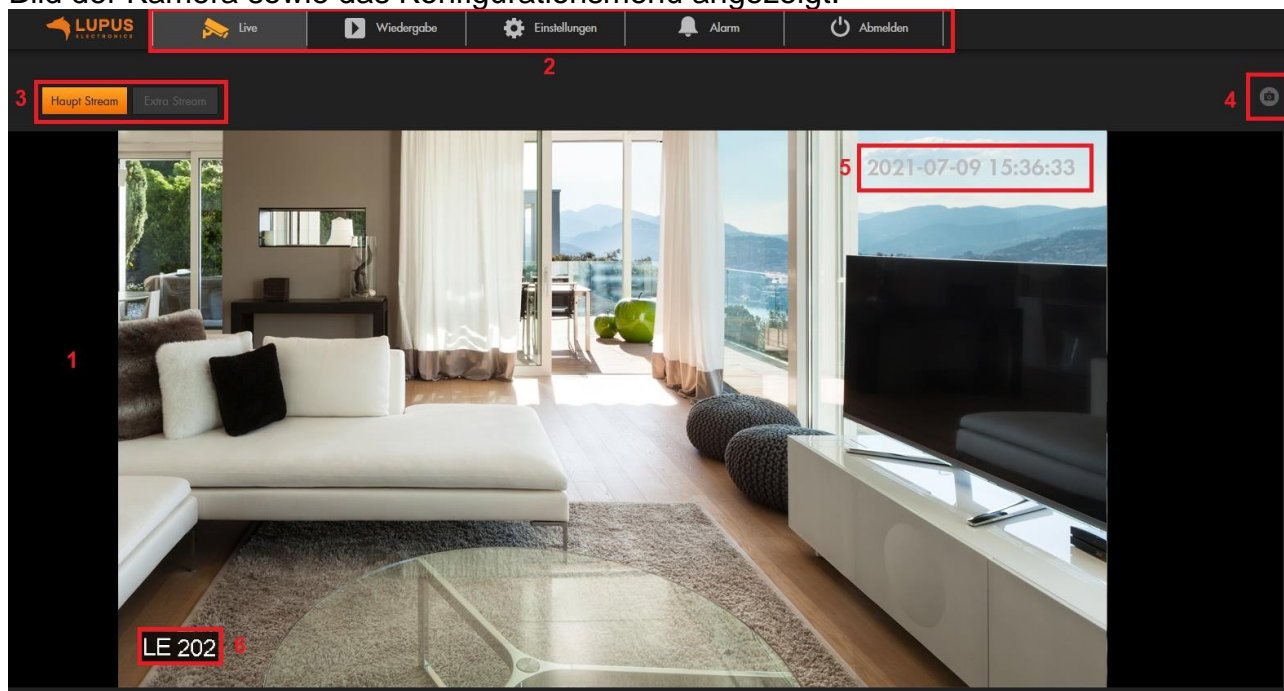 Bild der Kamera sowie das Konfigurationsmenü angezeigt.
LUPUS
ELECTRONICS
Live
Wiedergabe
Einstellungen
Alarm
Abmelden
2
3
Haupt Stream
Extra Stream
4
5
2021-07-09 15:36:33
1
LE 202
6